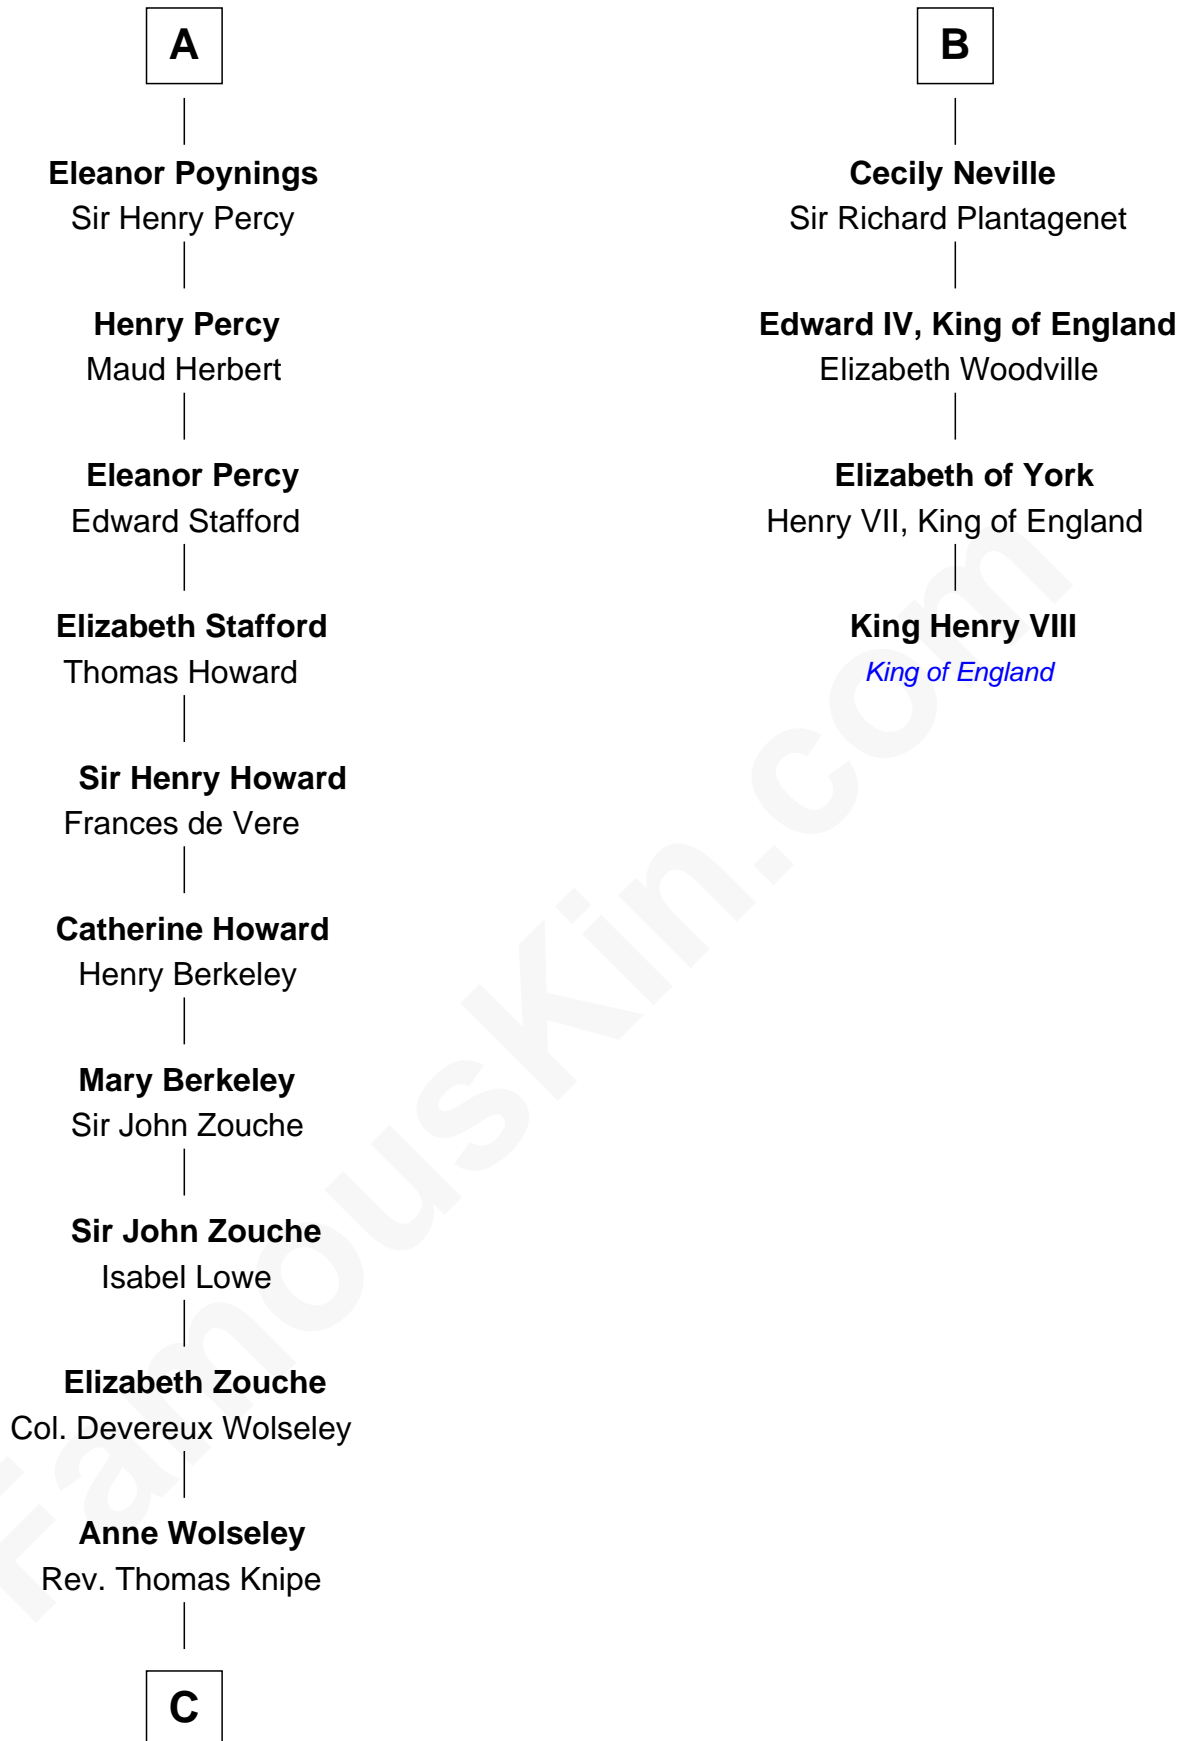 A
Eleanor Poynings
Sir Henry Percy
Henry Percy
Maud Herbert
Eleanor Percy
Edward Stafford
Elizabeth Stafford
Thomas Howard
Sir Henry Howard
Frances de Vere
Catherine Howard
Henry Berkeley
Mary Berkeley
Sir John Zouche
Sir John Zouche
Isabel Lowe
Elizabeth Zouche
Col. Devereux Wolseley
Anne Wolseley
Rev. Thomas Knipe
C
B
Cecily Neville
Sir Richard Plantagenet
Edward IV, King of England
Elizabeth Woodville
Elizabeth of York
Henry VII, King of England
King Henry VIII
King of England
FamousKin.com